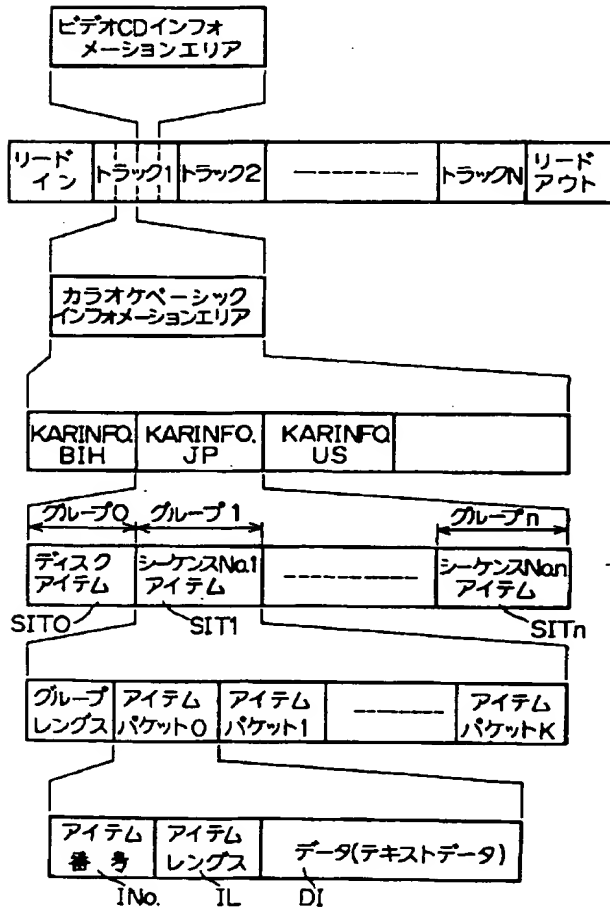 ビデオCDインフォ
メーションエリア
リード
イン
トラック1
トラック2
トラックN
リード
アウト
カラオケベーシック
インフォメーションエリア
KARINFO.
BIH
KARINFO.
JP
KARINFO.
US
グループ0
グループ1
グループn
ディスク
アイテム
シーケンスNo.1
アイテム
シーケンスNo.n
アイテム
SIT0
SIT1
SITn
グループ
レングス
アイテム
パケット0
アイテム
パケット1
アイテム
パケットK
アイテム
番号
アイテム
レングス
データ(テキストデータ)
INo.
IL
DI